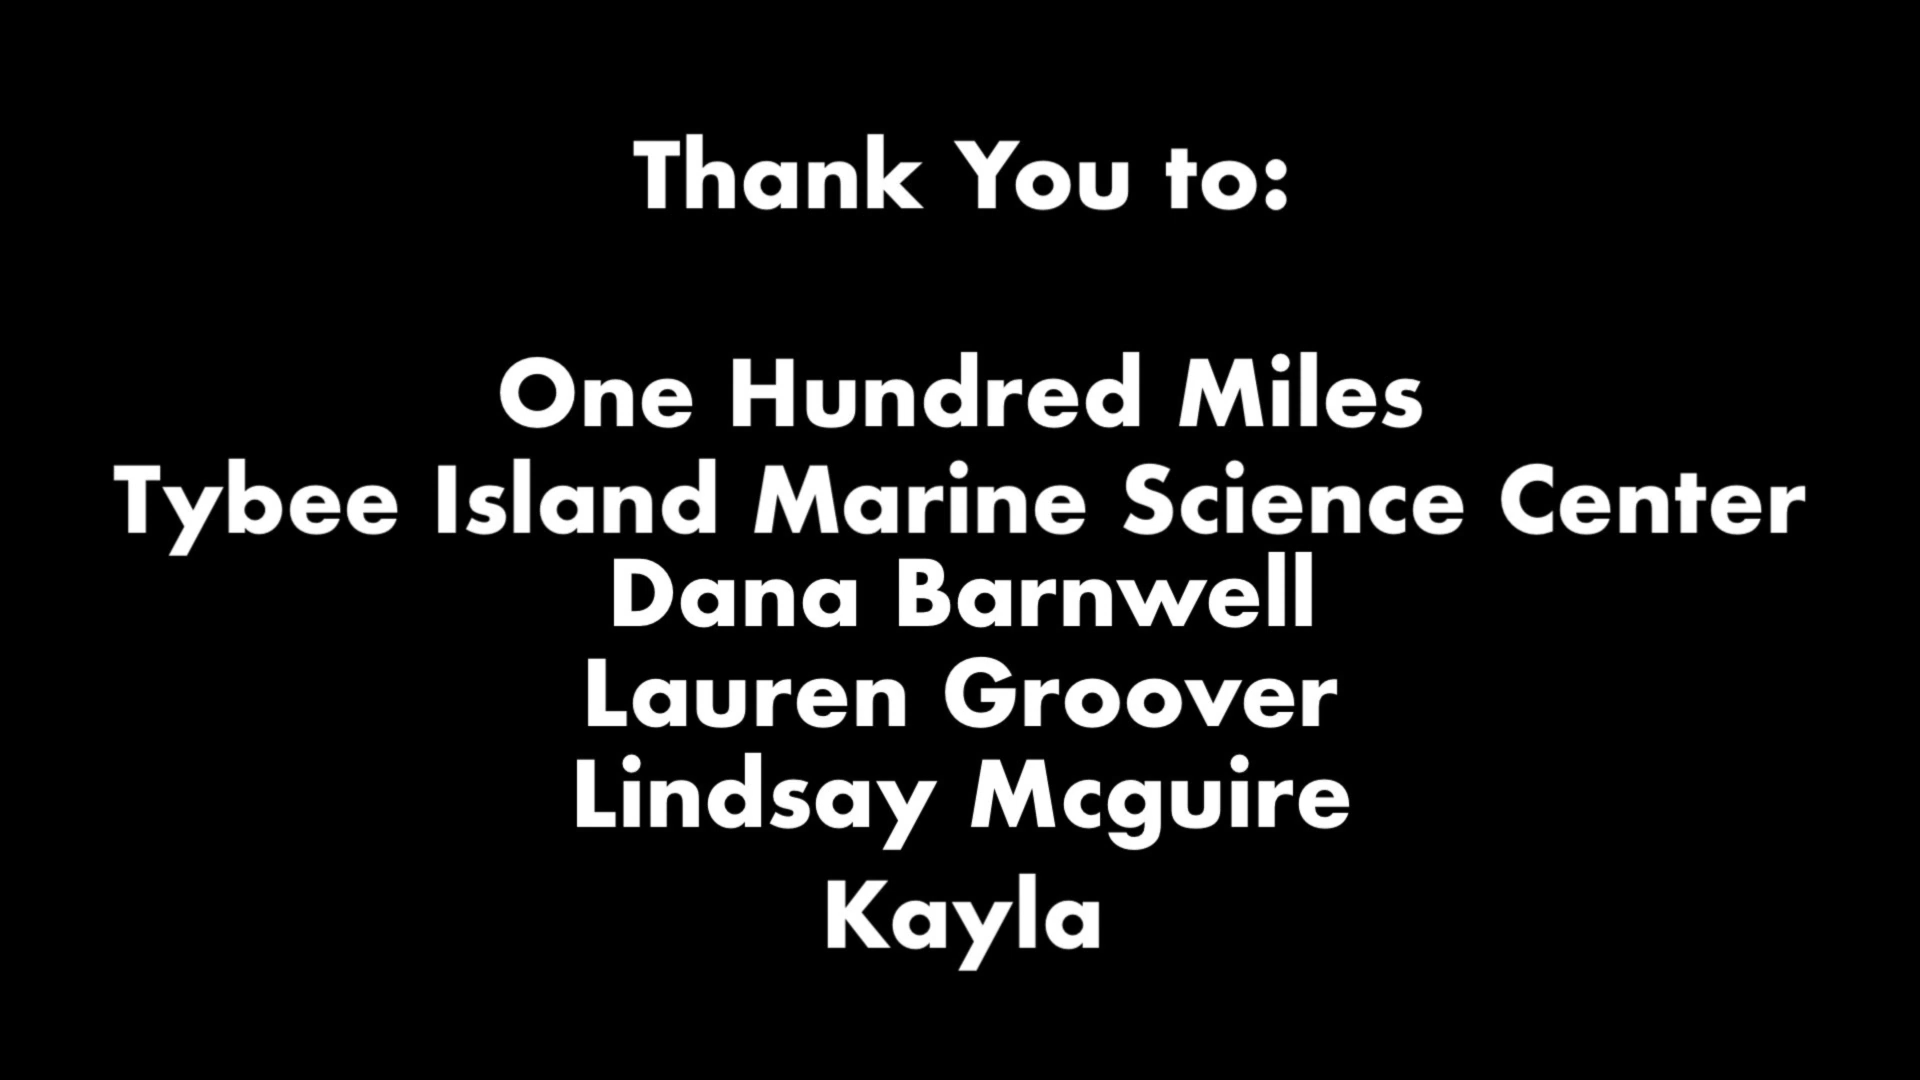 Thank You to:
One Hundred Miles
Tybee Island Marine Science Center
Dana Barnwell
Lauren Groover
Lindsay Mcguire
Kayla